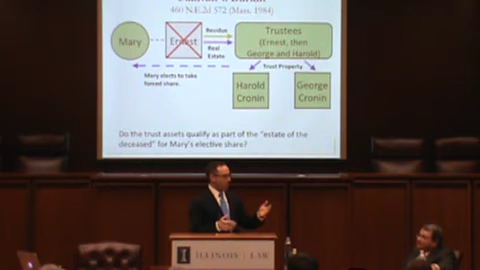 460 N.E.2d 572 (Mass. 1984)
Mary
Ernest
Residue
Real
Estate
Trustees
(Ernest, then
George and Harold)
Mary elects to take
forced share.
Trust Property
Harold
Cronin
George
Cronin
Do the trust assets qualify as part of the "estate of the
deceased" for Mary's elective share?
I
ILLINOIS | LAW